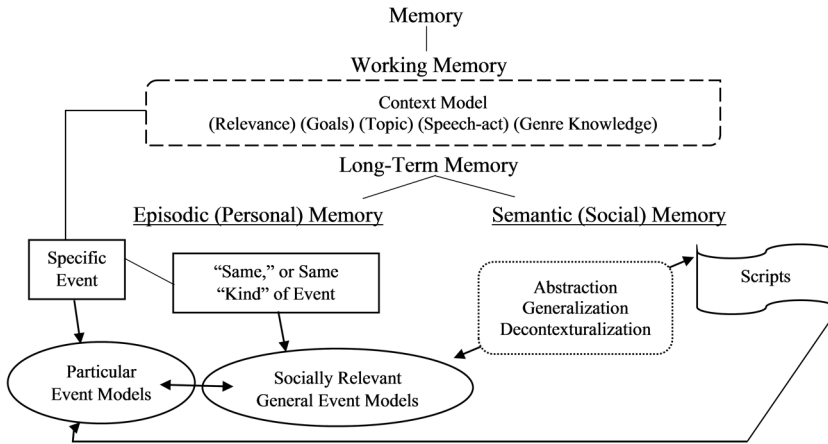 Memory
Working Memory
Context Model
(Relevance) (Goals) (Topic) (Speech-act) (Genre Knowledge)
Long-Term Memory
Episodic (Personal) Memory
Semantic (Social) Memory
Specific
Event
“Same,” or Same
“Kind” of Event
Abstraction
Generalization
Decontexturalization
Scripts
Particular
Event Models
Socially Relevant
General Event Models